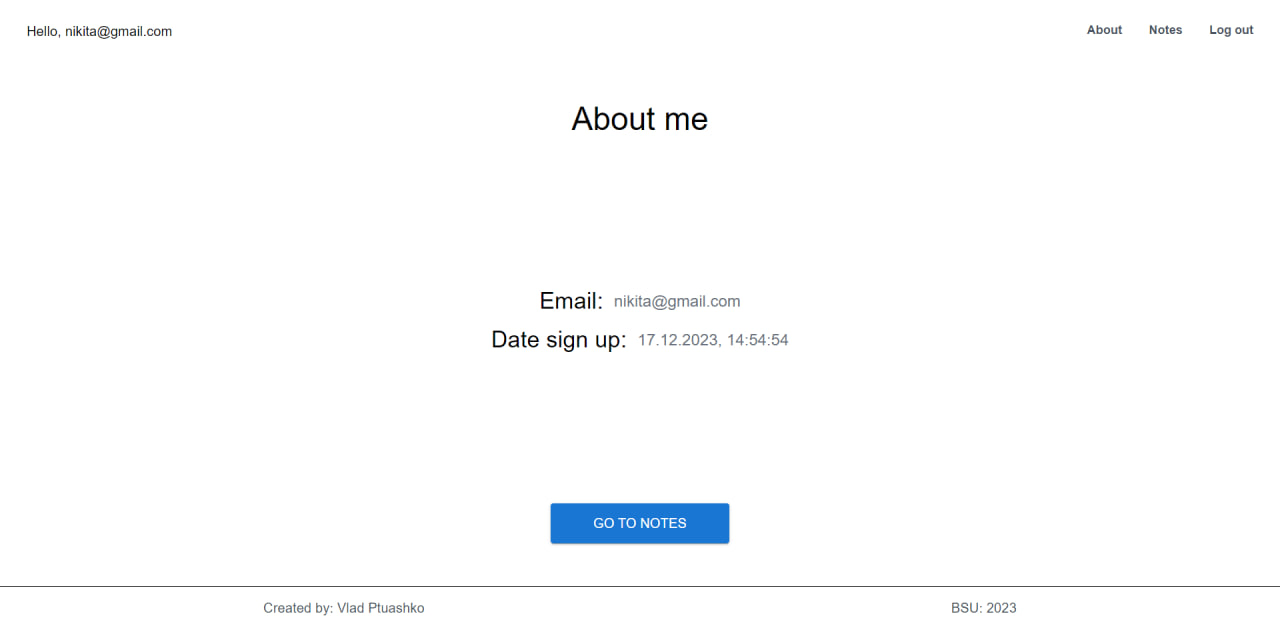 Hello, nikita@gmail.com
About Notes Log out
About me
Email: nikita@gmail.com
Date sign up: 17.12.2023, 14:54:54
GO TO NOTES
Created by: Vlad Ptuashko
BSU: 2023